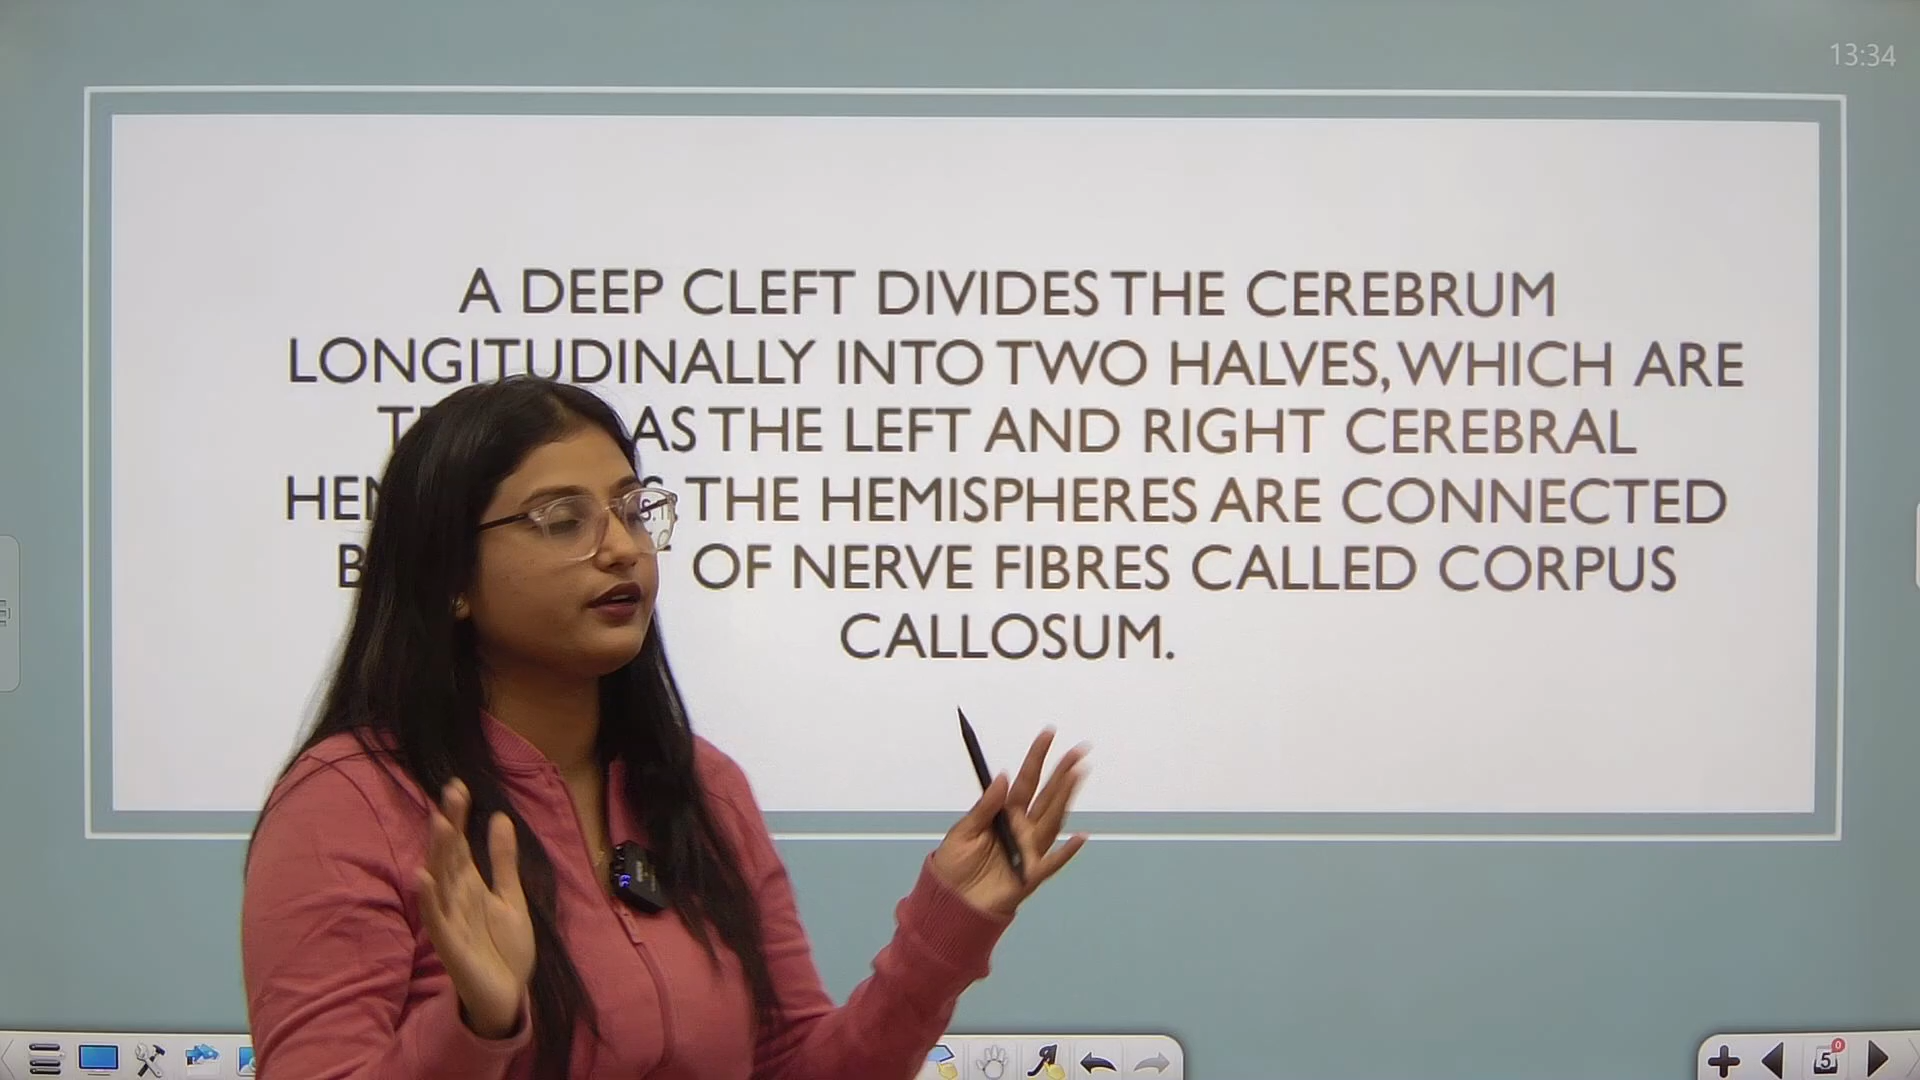 13:34
A DEEP CLEFT DIVIDES THE CEREBRUM
LONGITUDINALLY INTO TWO HALVES, WHICH ARE
AS THE LEFT AND RIGHT CEREBRAL
THE HEMISPHERES ARE CONNECTED
OF NERVE FIBRES CALLED CORPUS
CALLOSUM.
5
0